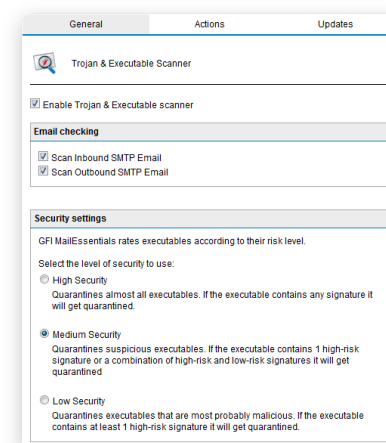 General Actions Updates
Trojan & Executable Scanner
Enable Trojan & Executable scanner
Email checking
Scan Inbound SMTP Email
Scan Outbound SMTP Email
Security settings
GFI MailEssentials rates executables according to their risk level.
Select the level of security to use:
High Security
Quarantines almost all executables. If the executable contains any signature it
will get quarantined.
Medium Security
Quarantines suspicious executables. If the executable contains 1 high-risk
signature or a combination of high-risk and low-risk signatures it will get
quarantined
Low Security
Quarantines executables that are most probably malicious. If the executable
contains at least 1 high-risk signature it will get quarantined.